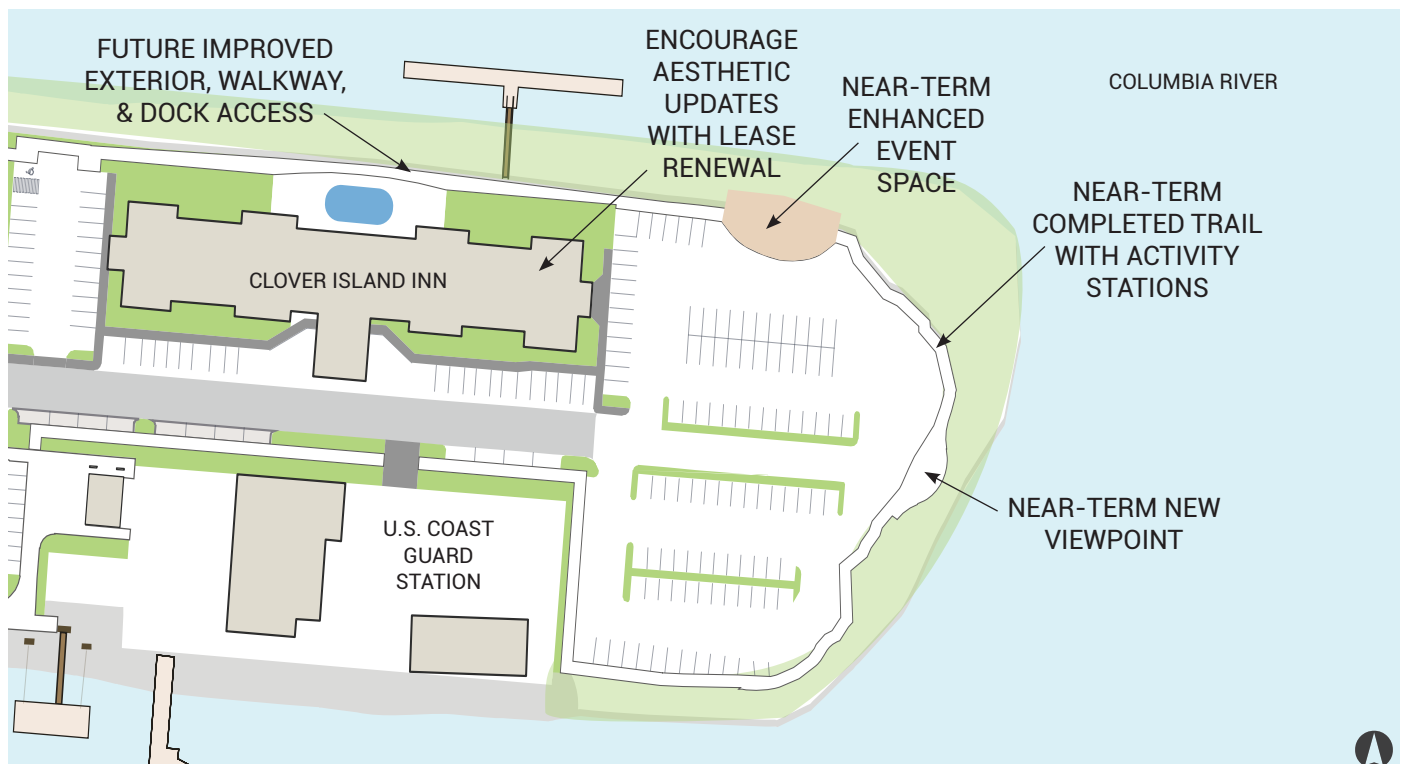 FUTURE IMPROVED
EXTERIOR, WALKWAY,
& DOCK ACCESS
ENCOURAGE
AESTHETIC
UPDATES
WITH LEASE
RENEWAL
NEAR-TERM
ENHANCED
EVENT
SPACE
COLUMBIA RIVER
NEAR-TERM
COMPLETED TRAIL
WITH ACTIVITY
STATIONS
CLOVER ISLAND INN
NEAR-TERM NEW
VIEWPOINT
U.S. COAST
GUARD
STATION